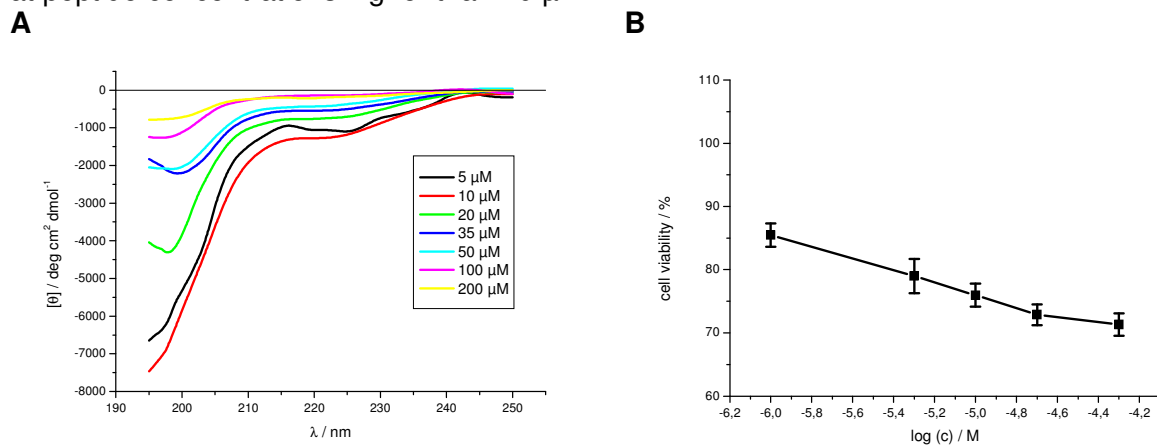 A
B
0
-1000
-2000
-3000
-4000
-5000
-6000
-7000
-8000
190
200
210
220
230
240
250
[θ] / deg cm² dmol⁻¹
λ / nm
5 μM
10 μM
20 μM
35 μM
50 μM
100 μM
200 μM
110
100
90
80
70
60
-6,2
-6,0
-5,8
-5,6
-5,4
-5,2
-5,0
-4,8
-4,6
-4,4
-4,2
cell viability / %
log (c) / M